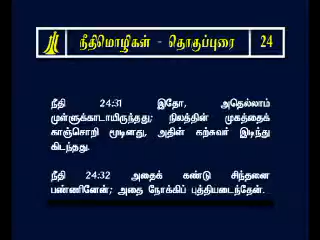 நீதிமொழிகள் - தொகுப்புரை 24
நீதி 24:31 இதோ, அதெல்லாம்
முள்ளுக்காடாயிருந்தது; நிலத்தின் முகத்தைக்
காஞ்சொறி மூடினது, அதின் கற்சுவர் இடிந்து
கிடந்தது.
நீதி 24:32 அதைக் கண்டு சிந்தனை
பண்ணினேன்; அதை நோக்கிப் புத்தியடைந்தேன்.